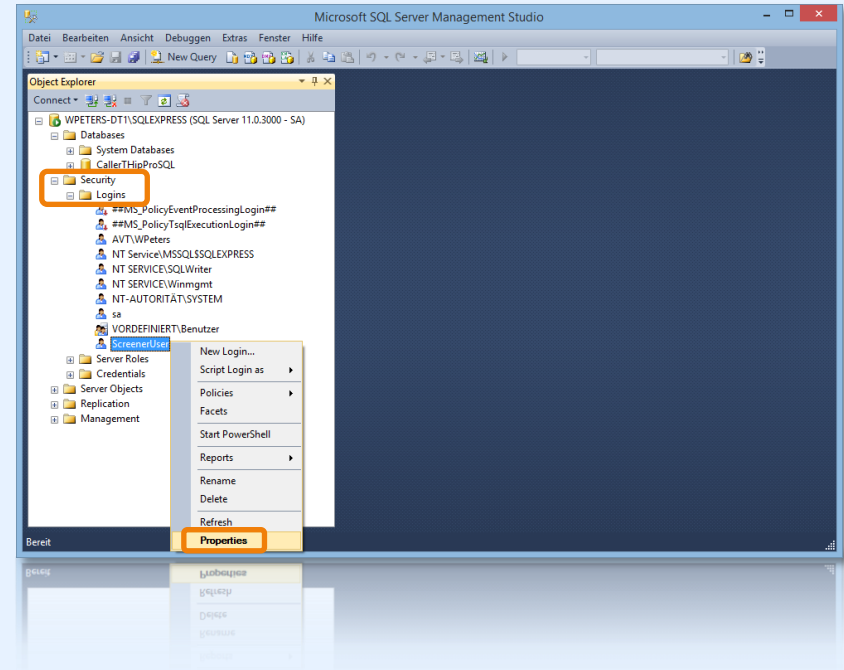 Microsoft SQL Server Management Studio
Datei Bearbeiten Ansicht Debuggen Extras Fenster Hilfe
New Query
Object Explorer
Connect
WPETERS-DT1\SQLEXPRESS (SQL Server 11.0.3000 - SA)
Databases
System Databases
CallerTHipProSQL
Security
Logins
##MS_PolicyEventProcessingLogin##
##MS_PolicyTsqlExecutionLogin##
AVT\WPeters
NT Service\MSSQL$SQLEXPRESS
NT SERVICE\SQLWriter
NT SERVICE\Winmgmt
NT-AUTORITÄT\SYSTEM
sa
VORDEFINIERT\Benutzer
ScreenerUser
Server Roles
Credentials
Server Objects
Replication
Management
New Login...
Script Login as
Policies
Facets
Start PowerShell
Reports
Rename
Delete
Refresh
Properties
Bereit